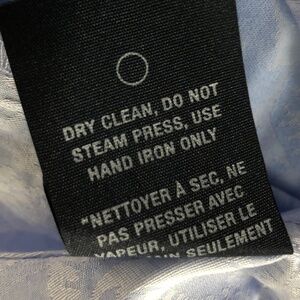 DRY CLEAN, DO NOT
STEAM PRESS, USE
HAND IRON ONLY
*NETTOYER À SEC, NE
PAS PRESSER AVEC
VAPEUR, UTILISER LE
SEULEMENT